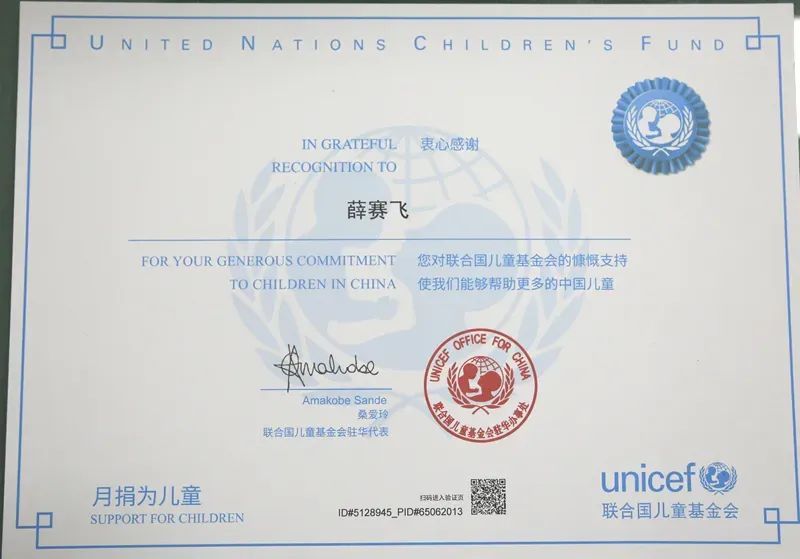 UNITED NATIONS CHILDREN'S FUND
IN GRATEFUL 衷心感谢
RECOGNITION TO
薛赛飞
FOR YOUR GENEROUS COMMITMENT 您对联合国儿童基金会的慷慨支持
TO CHILDREN IN CHINA 使我们能够帮助更多的中国儿童
Amakobe
Amakobe Sande
桑爱玲
联合国儿童基金会驻华代表
UNICEF OFFICE FOR CHINA
联合国儿童基金会驻华办事处
月捐为儿童
SUPPORT FOR CHILDREN
扫码进入验证页
ID#5128945_PID#65062013
unicef
联合国儿童基金会